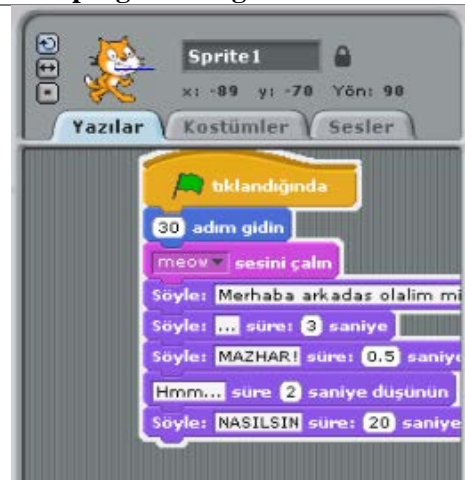 Sprite1
x: -89 y: -70 Yön: 90
Yazılar Kostümler Sesler
tıklandığında
30 adım gidin
meow sesini çalın
Söyle: Merhaba arkadas olalim mi
Söyle: ... süre: 3 saniye
Söyle: MAZHAR! süre: 0.5 saniye
Hmm... süre 2 saniye düşünün
Söyle: NASILSIN süre: 20 saniye